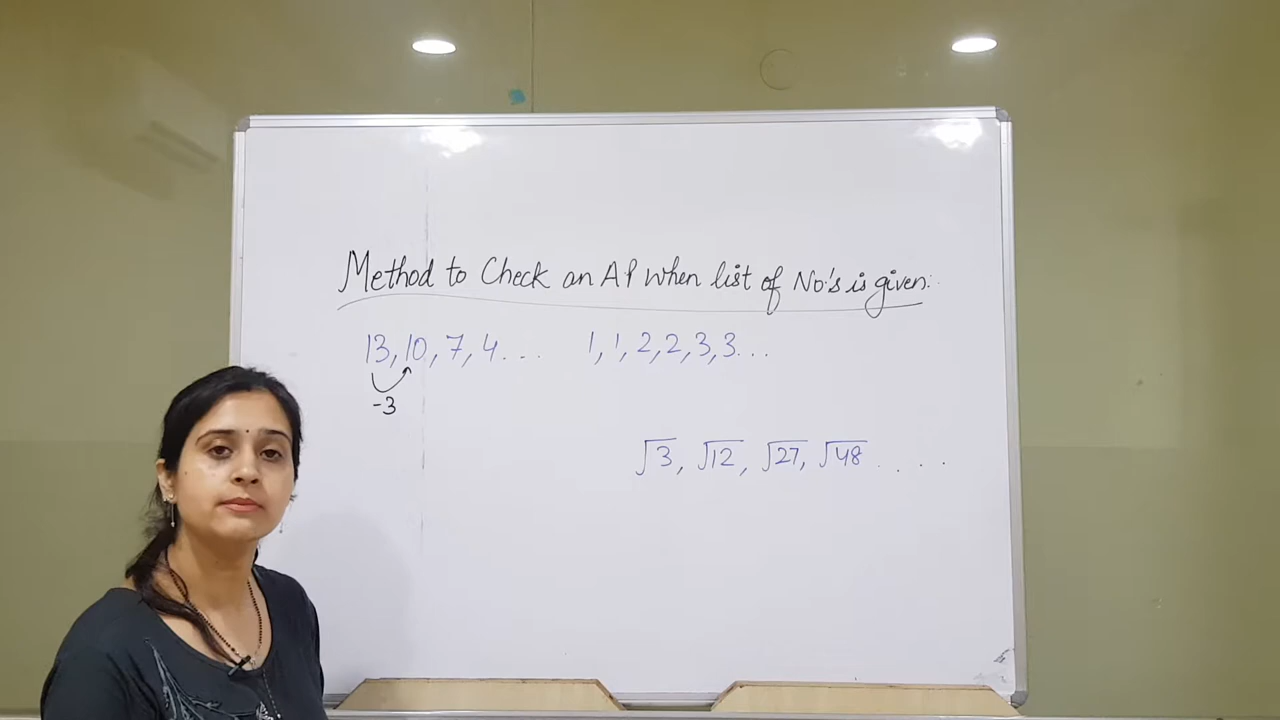 Method to Check an AP when list of No's is given:
13, 10, 7, 4... 1, 1, 2, 2, 3, 3...
-3
√3, √12, √27, √48 ....